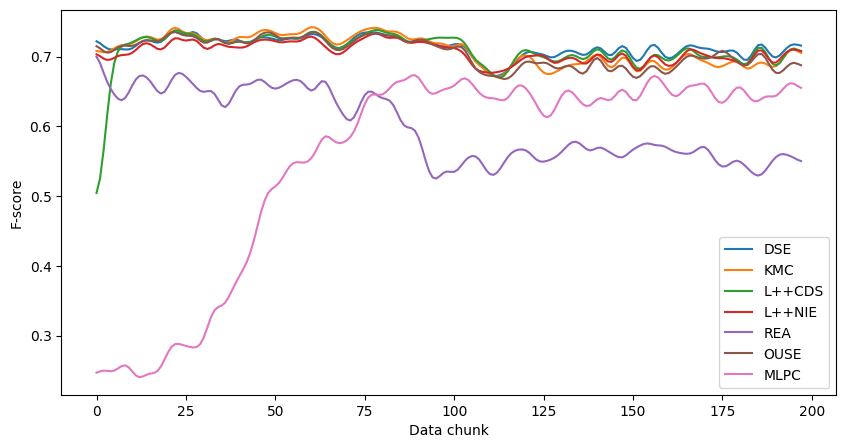 0.7
0.6
0.5
0.4
0.3
F-score
0 25 50 75 100 125 150 175 200
Data chunk
DSE
KMC
L++CDS
L++NIE
REA
OUSE
MLPC